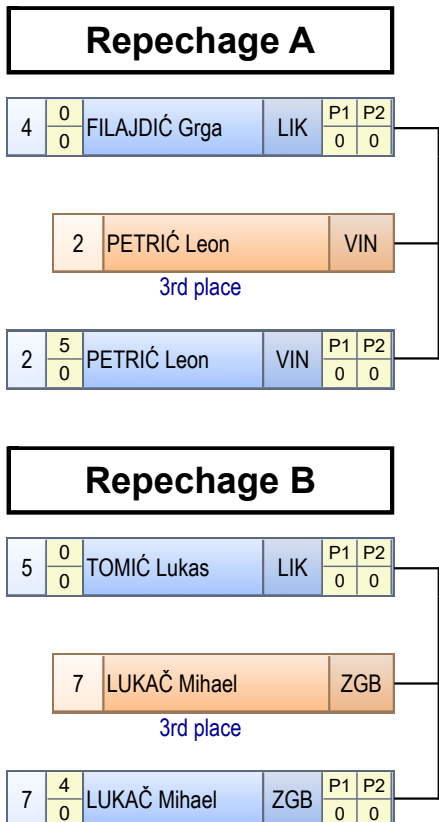 Repechage A
4 0 FILAJDIĆ Grga LIK P1 P2
0 0 0
2 PETRIĆ Leon VIN
3rd place
2 5 PETRIĆ Leon VIN P1 P2
0 0 0
Repechage B
5 0 TOMIĆ Lukas LIK P1 P2
0 0 0
7 LUKAČ Mihael ZGB
3rd place
7 4 LUKAČ Mihael ZGB P1 P2
0 0 0